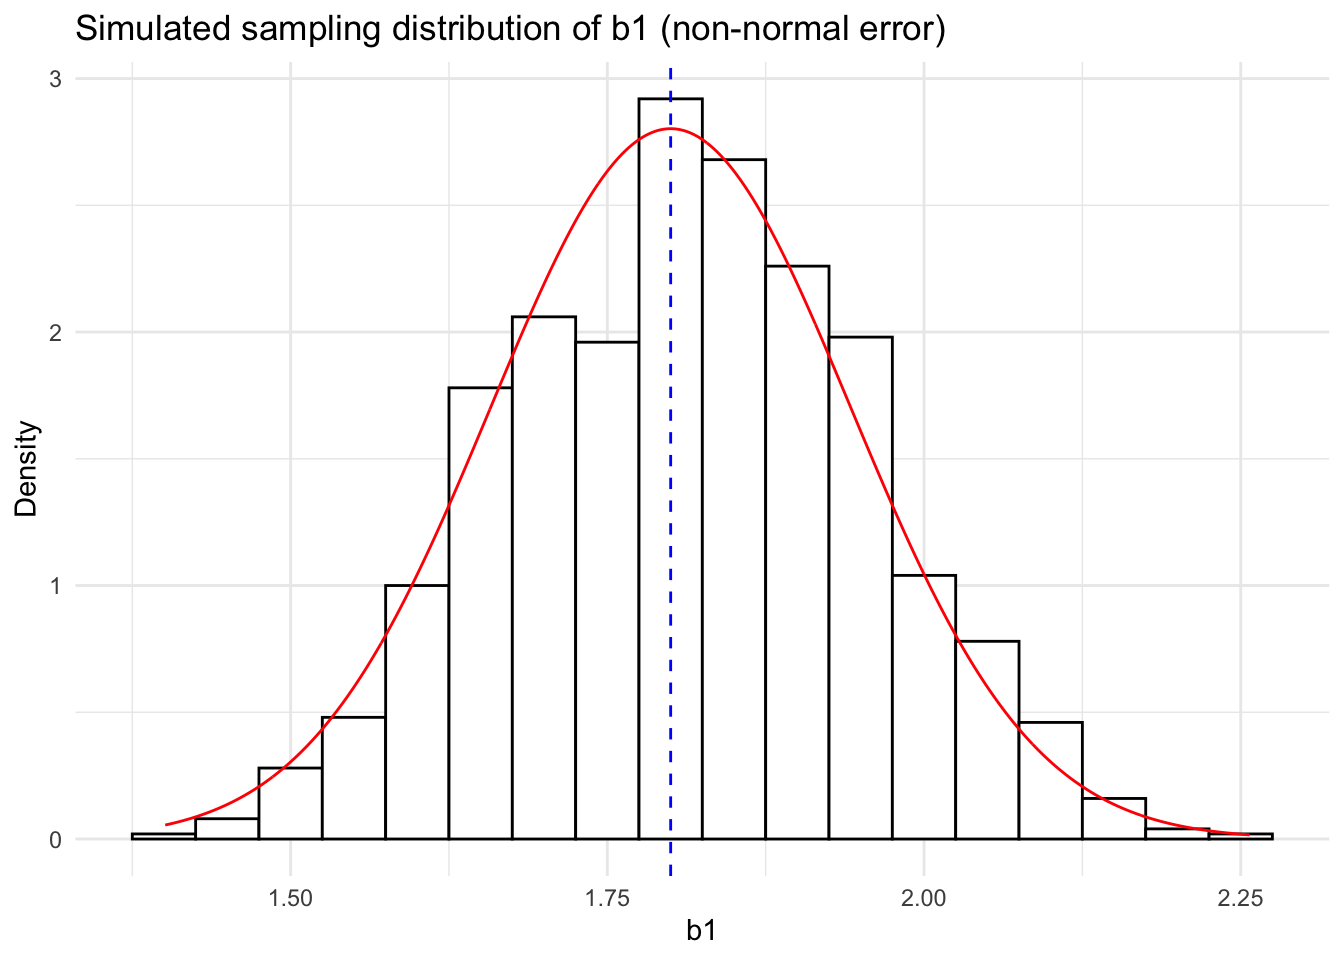 Simulated sampling distribution of b1 (non-normal error)
3
2
1
0
Density
1.50 1.75 2.00 2.25
b1